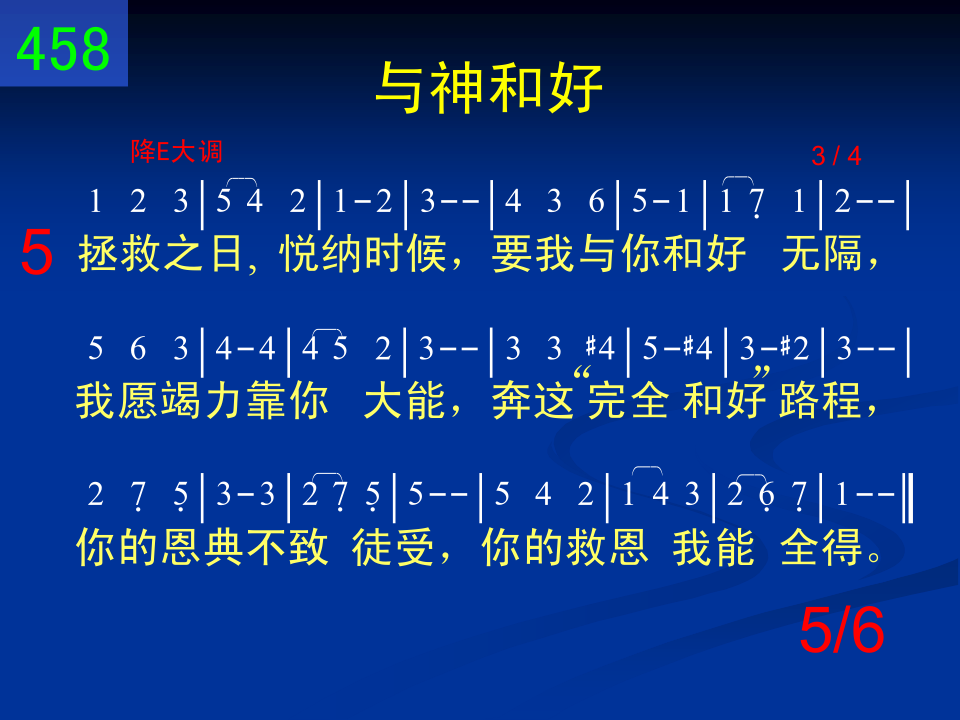 458
与神和好
降E大调 3/4
1 2 3|5 4 2|1-2|3--|4 3 6|5-1|1 7̣ 1|2--|
5 拯救之日, 悦纳时候，要我与你和好 无隔，
5 6 3|4-4|4 5 2|3--|3 3 #4|5-#4|3-#2|3--|
我愿竭力靠你 大能，奔这“完全 和好”路程，
2 7̣ 5̣|3-3|2 7̣ 5̣|5--|5 4 2|1 4 3|2 6̣ 7̣|1--‖
你的恩典不致 徒受，你的救恩 我能 全得。
5/6